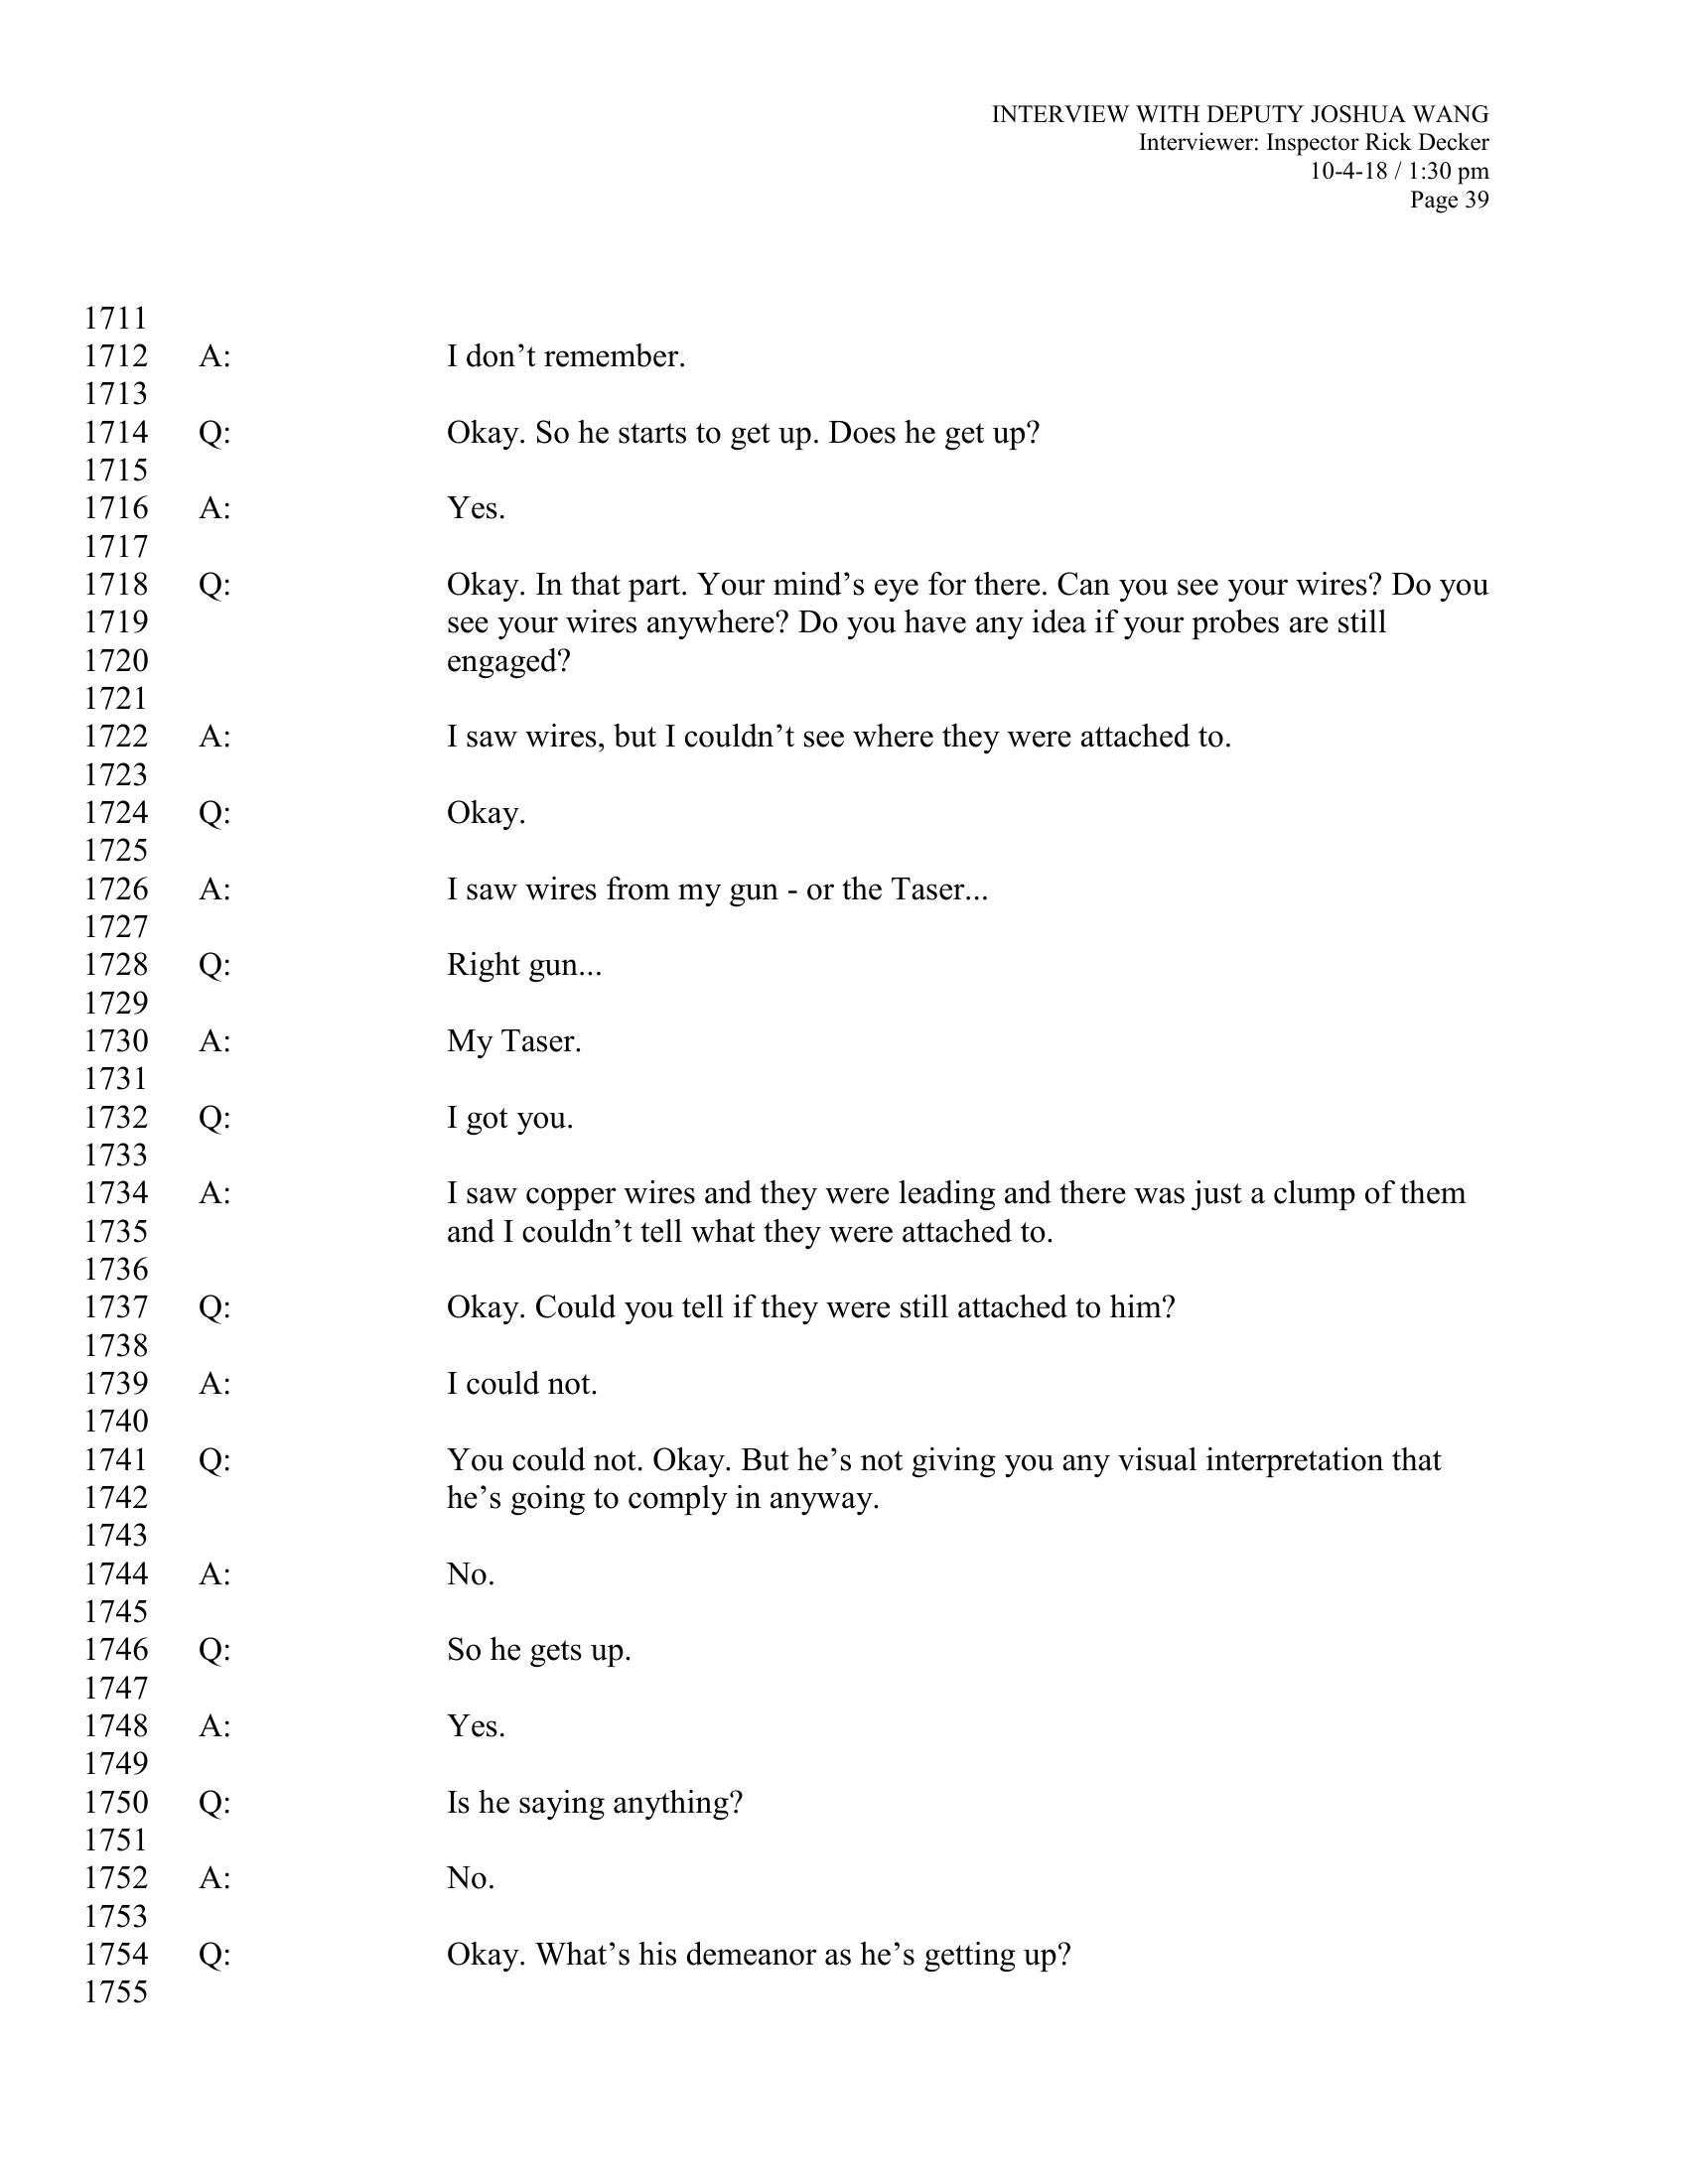 INTERVIEW WITH DEPUTY JOSHUA WANG
Interviewer: Inspector Rick Decker
10-4-18 / 1:30 pm
Page 39
1711
1712 A: I don’t remember.
1713
1714 Q: Okay. So he starts to get up. Does he get up?
1715
1716 A: Yes.
1717
1718 Q: Okay. In that part. Your mind’s eye for there. Can you see your wires? Do you
1719 see your wires anywhere? Do you have any idea if your probes are still
1720 engaged?
1721
1722 A: I saw wires, but I couldn’t see where they were attached to.
1723
1724 Q: Okay.
1725
1726 A: I saw wires from my gun - or the Taser...
1727
1728 Q: Right gun...
1729
1730 A: My Taser.
1731
1732 Q: I got you.
1733
1734 A: I saw copper wires and they were leading and there was just a clump of them
1735 and I couldn’t tell what they were attached to.
1736
1737 Q: Okay. Could you tell if they were still attached to him?
1738
1739 A: I could not.
1740
1741 Q: You could not. Okay. But he’s not giving you any visual interpretation that
1742 he’s going to comply in anyway.
1743
1744 A: No.
1745
1746 Q: So he gets up.
1747
1748 A: Yes.
1749
1750 Q: Is he saying anything?
1751
1752 A: No.
1753
1754 Q: Okay. What’s his demeanor as he’s getting up?
1755